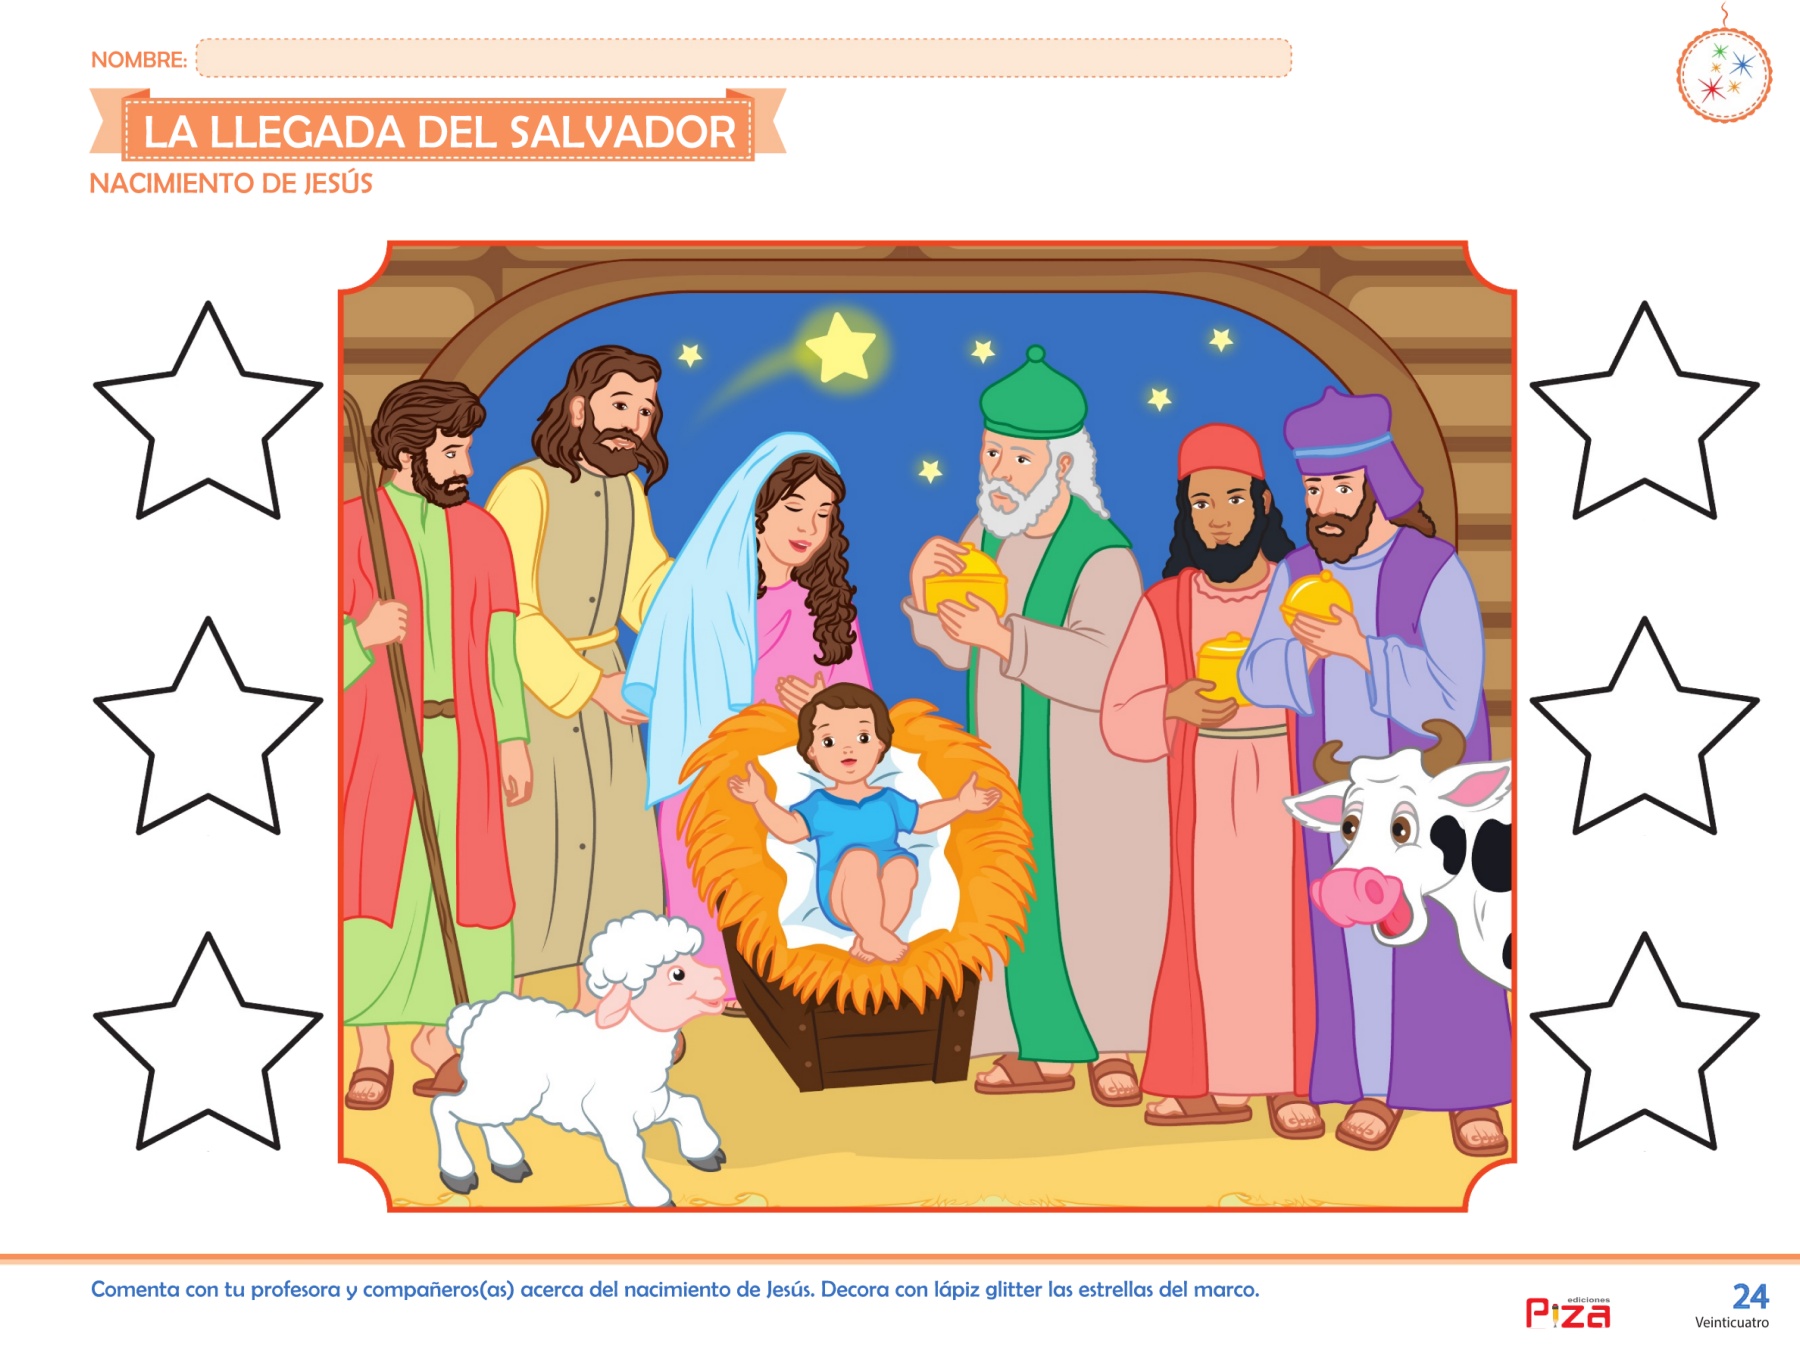 NOMBRE:
LA LLEGADA DEL SALVADOR
NACIMIENTO DE JESÚS
Comenta con tu profesora y compañeros(as) acerca del nacimiento de Jesús. Decora con lápiz glitter las estrellas del marco.
ediciones
Piza
24
Veinticuatro